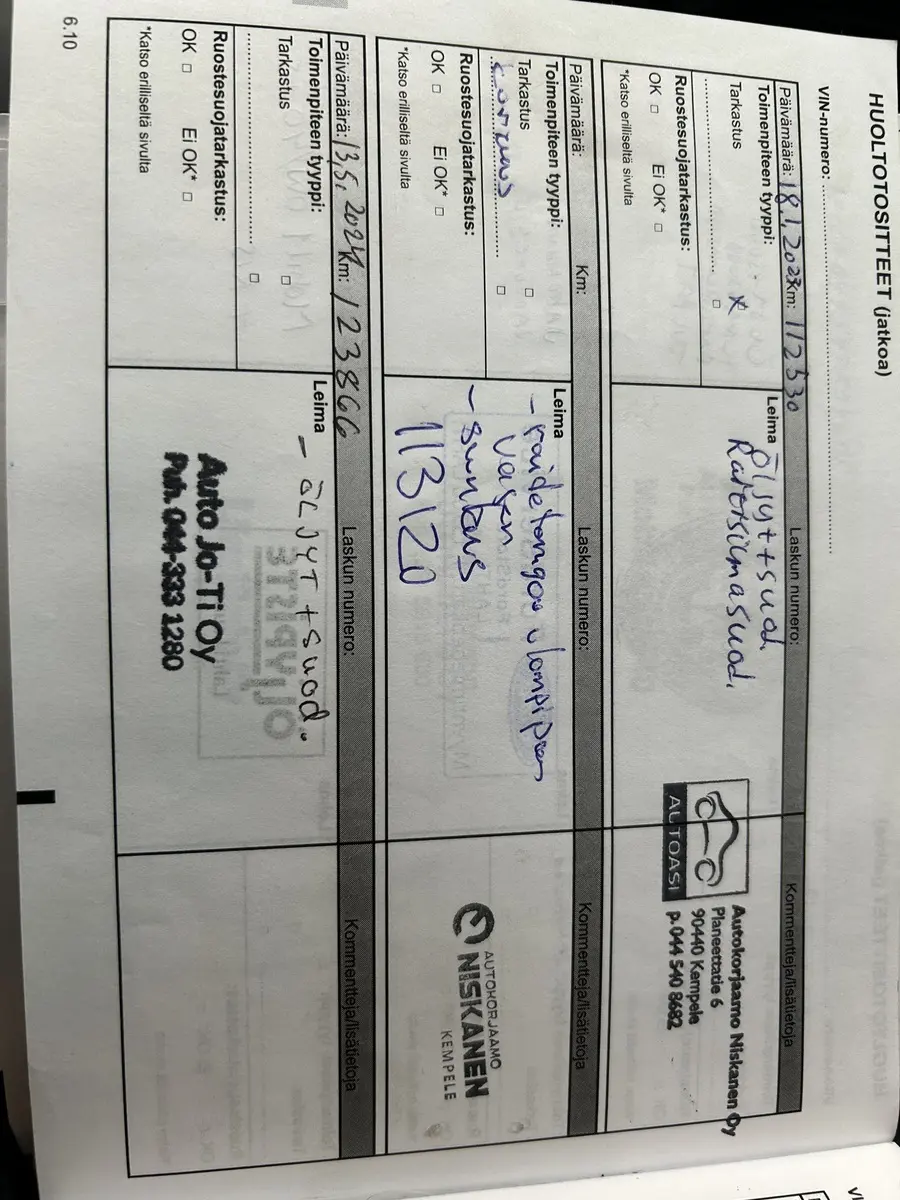 HUOLTOTOSITTEET (jatkoa)
VIN-numero: ..........
Päivämäärä: 18.1.2023 Km: 112530
Laskun numero:
Kommentteja/lisätietoja
Toimenpiteen tyyppi:
Tarkastus x
..........
Ruostesuojatarkastus:
OK □ Ei OK* □
*Katso erilliseltä sivulta
Leima
Öljyt+suod.
Raitisilmasuod.
AUTOASI
Autokorjaamo Niskanen Oy
Planeettatie 6
90440 Kempele
p. 044 540 8682
Päivämäärä: Km:
Laskun numero:
Kommentteja/lisätietoja
Toimenpiteen tyyppi:
Tarkastus □
Korjaus □
Ruostesuojatarkastus:
OK □ Ei OK* □
*Katso erilliseltä sivulta
Leima
- raidetangon ulompi pää
vasen
- suuntaus
113120
AUTOKORJAAMO
NISKANEN
KEMPELE
Päivämäärä: 13.5.2024 Km: 123866
Laskun numero:
Kommentteja/lisätietoja
Toimenpiteen tyyppi:
Tarkastus □
.......... □
Ruostesuojatarkastus:
OK □ Ei OK* □
*Katso erilliseltä sivulta
Leima
- ÖLJYT + suod.
Auto Jo-Ti Oy
Puh. 044-333 1280
6.10